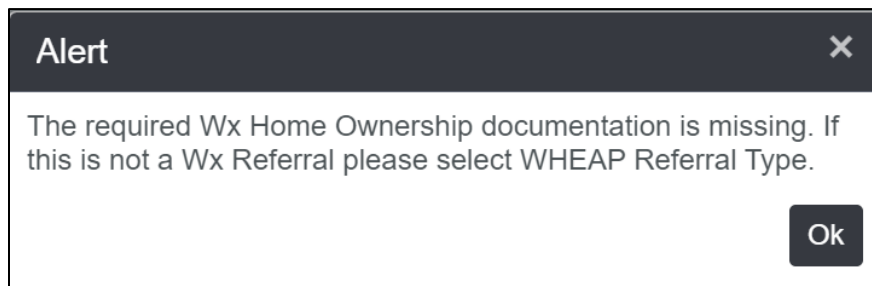 Alert
The required Wx Home Ownership documentation is missing. If
this is not a Wx Referral please select WHEAP Referral Type.
Ok